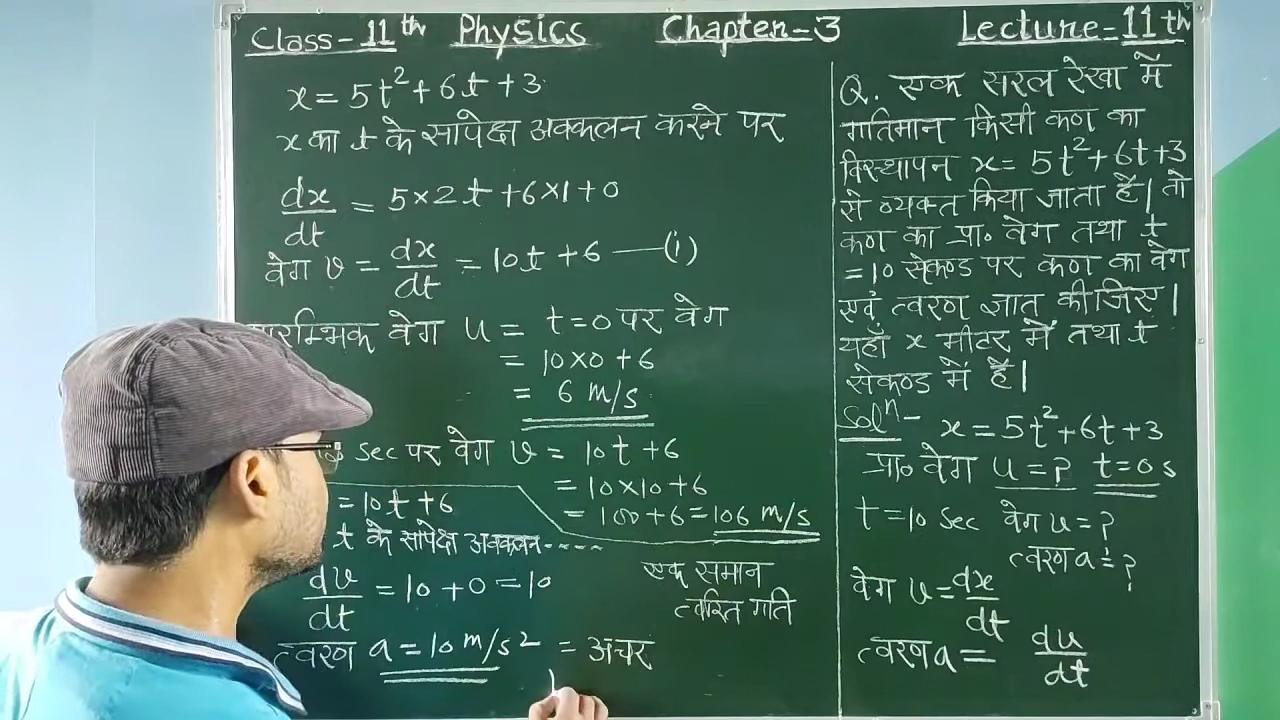 Class-11th Physics Chapter-3 Lecture-11th
x = 5t²+6t+3
x का t के सापेक्ष अवकलन करने पर
dx/dt = 5×2t+6×1+0
वेग v = dx/dt = 10t+6 —(i)
रम्भिक वेग u = t=0 पर वेग
= 10×0+6
= 6 m/s
Sec पर वेग v = 10t+6
= 10×10+6
= 100+6=106 m/s
= 10t+6
t के सापेक्ष अवकलन----
dv/dt = 10+0=10
त्वरण a = 10 m/s² = अचर
एक समान
त्वरित गति
Q. एक सरल रेखा में
गतिमान किसी कण का
विस्थापन x = 5t²+6t+3
से व्यक्त किया जाता है। तो
कण का प्रा० वेग तथा t
=10 सेकण्ड पर कण का वेग
एवं त्वरण ज्ञात कीजिए।
यहाँ x मीटर में तथा t
सेकण्ड में है।
Solⁿ- x=5t²+6t+3
प्रा० वेग u=? t=0s
t=10 Sec वेग v=?
त्वरण a=?
वेग v=dx/dt
त्वरण a= dv/dt